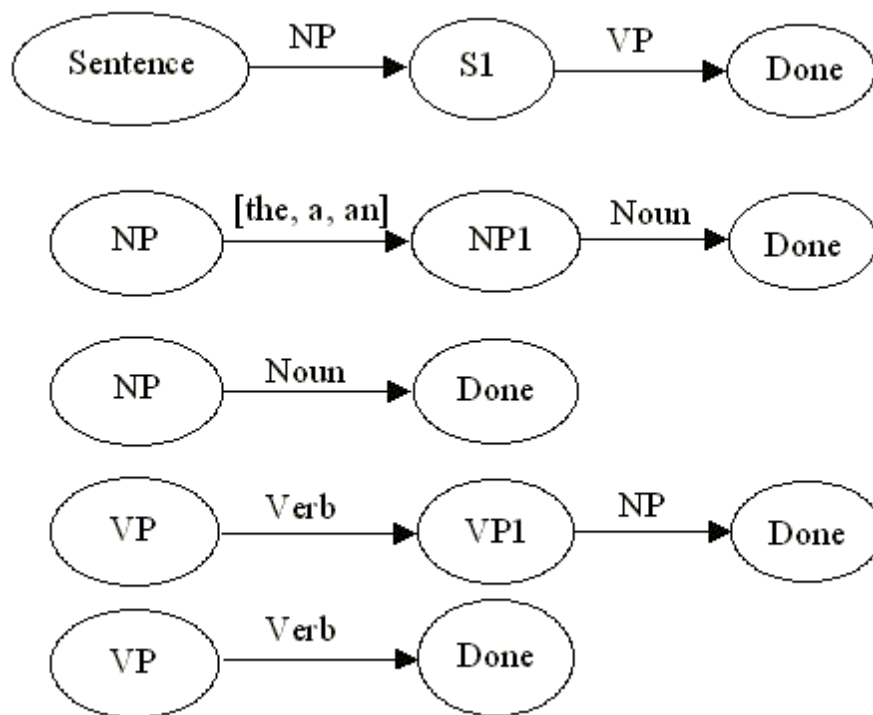 NP VP
Sentence S1 Done
[the, a, an] Noun
NP NP1 Done
Noun
NP Done
Verb NP
VP VP1 Done
Verb
VP Done